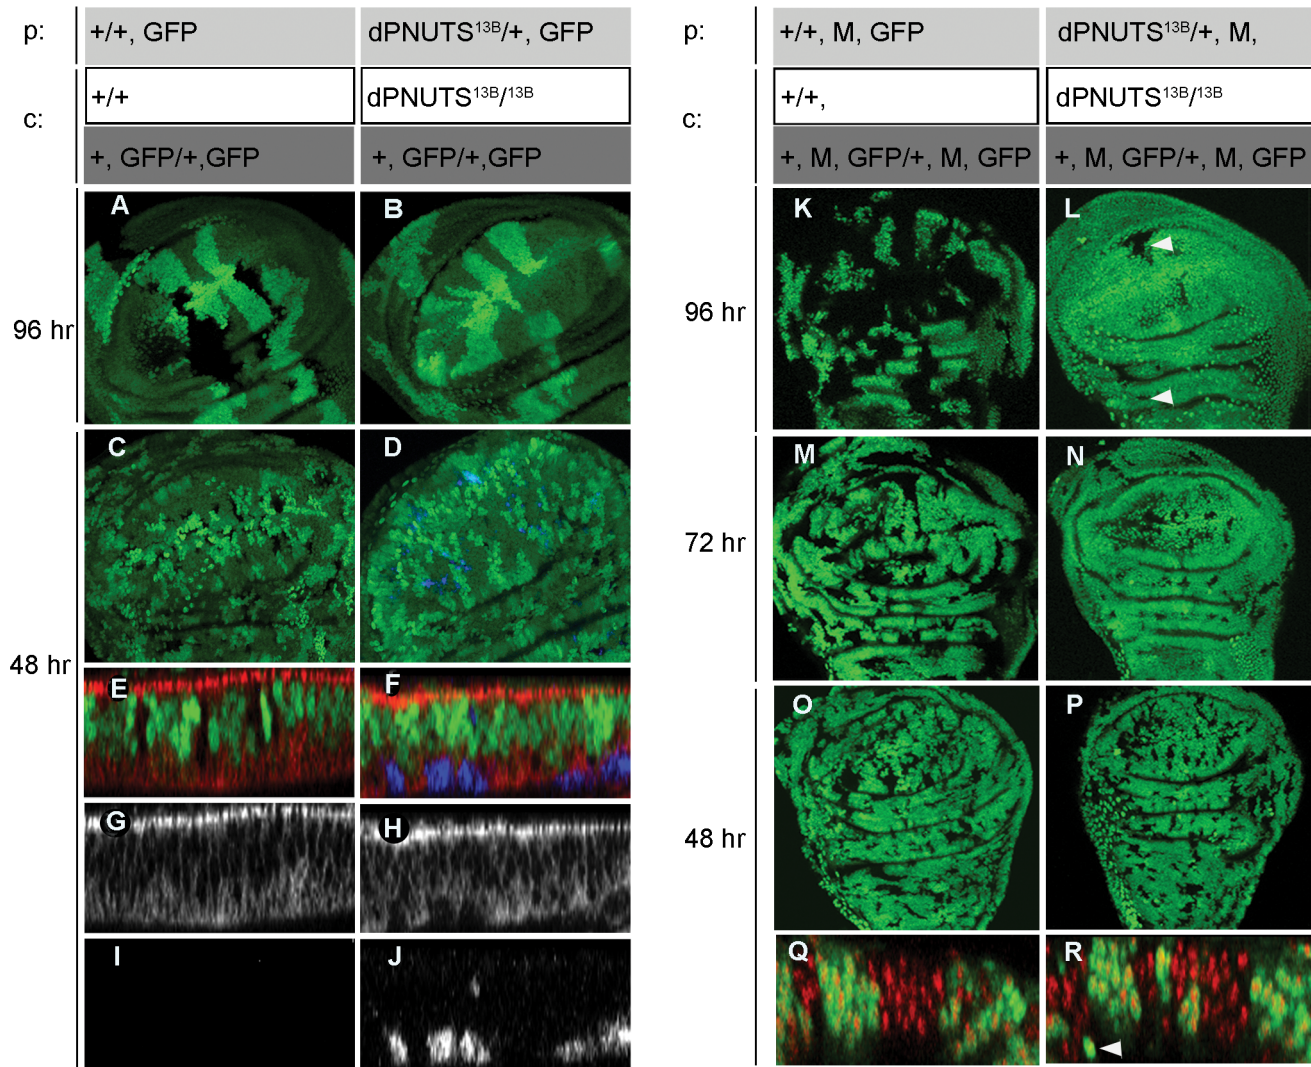 p:
+/+, GFP
dPNUTS13B/+, GFP
c:
+/+
dPNUTS13B/13B
+, GFP/+,GFP
+, GFP/+,GFP
96 hr
A
B
48 hr
C
D
E
F
G
H
I
J
p:
+/+, M, GFP
dPNUTS13B/+, M,
c:
+/+,
dPNUTS13B/13B
+, M, GFP/+, M, GFP
+, M, GFP/+, M, GFP
96 hr
K
L
72 hr
M
N
48 hr
O
P
Q
R